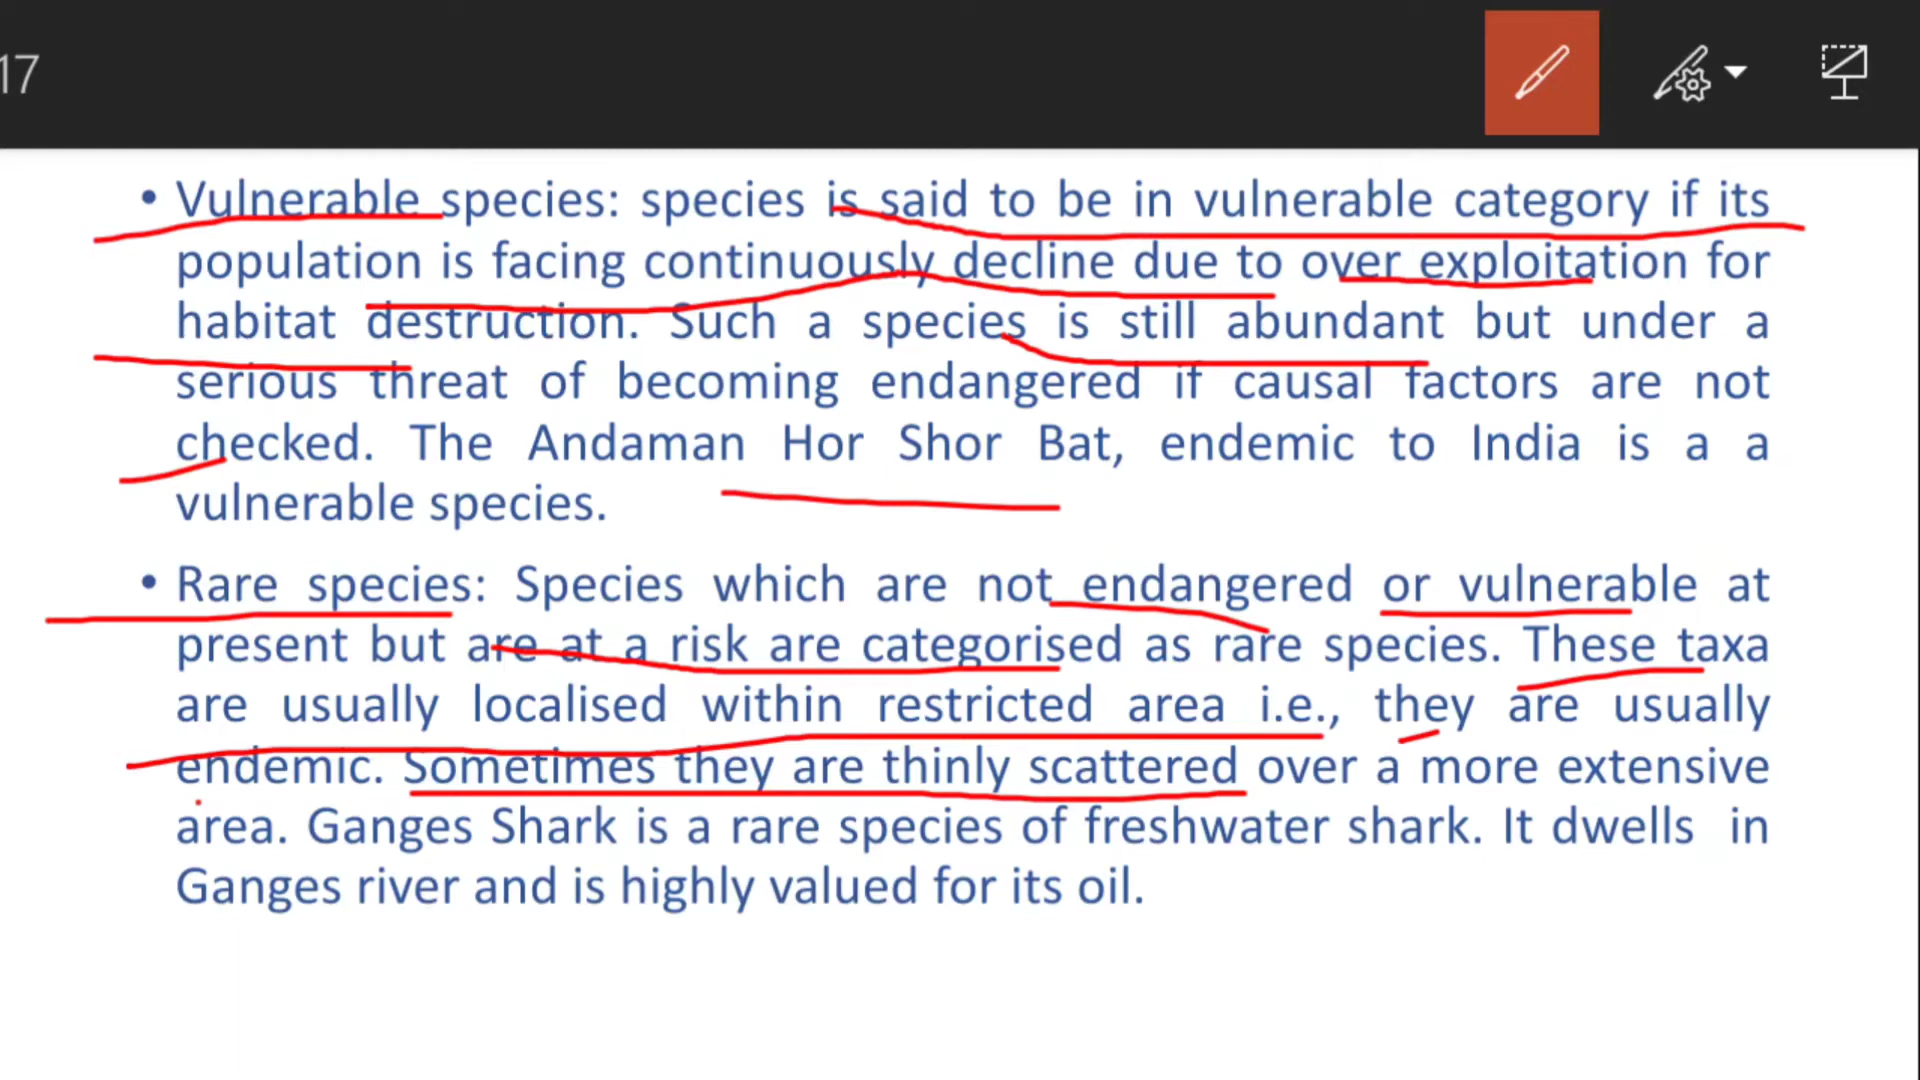 17
• Vulnerable species: species is said to be in vulnerable category if its
population is facing continuously decline due to over exploitation for
habitat destruction. Such a species is still abundant but under a
serious threat of becoming endangered if causal factors are not
checked. The Andaman Hor Shor Bat, endemic to India is a a
vulnerable species.
• Rare species: Species which are not endangered or vulnerable at
present but are at a risk are categorised as rare species. These taxa
are usually localised within restricted area i.e., they are usually
endemic. Sometimes they are thinly scattered over a more extensive
area. Ganges Shark is a rare species of freshwater shark. It dwells in
Ganges river and is highly valued for its oil.